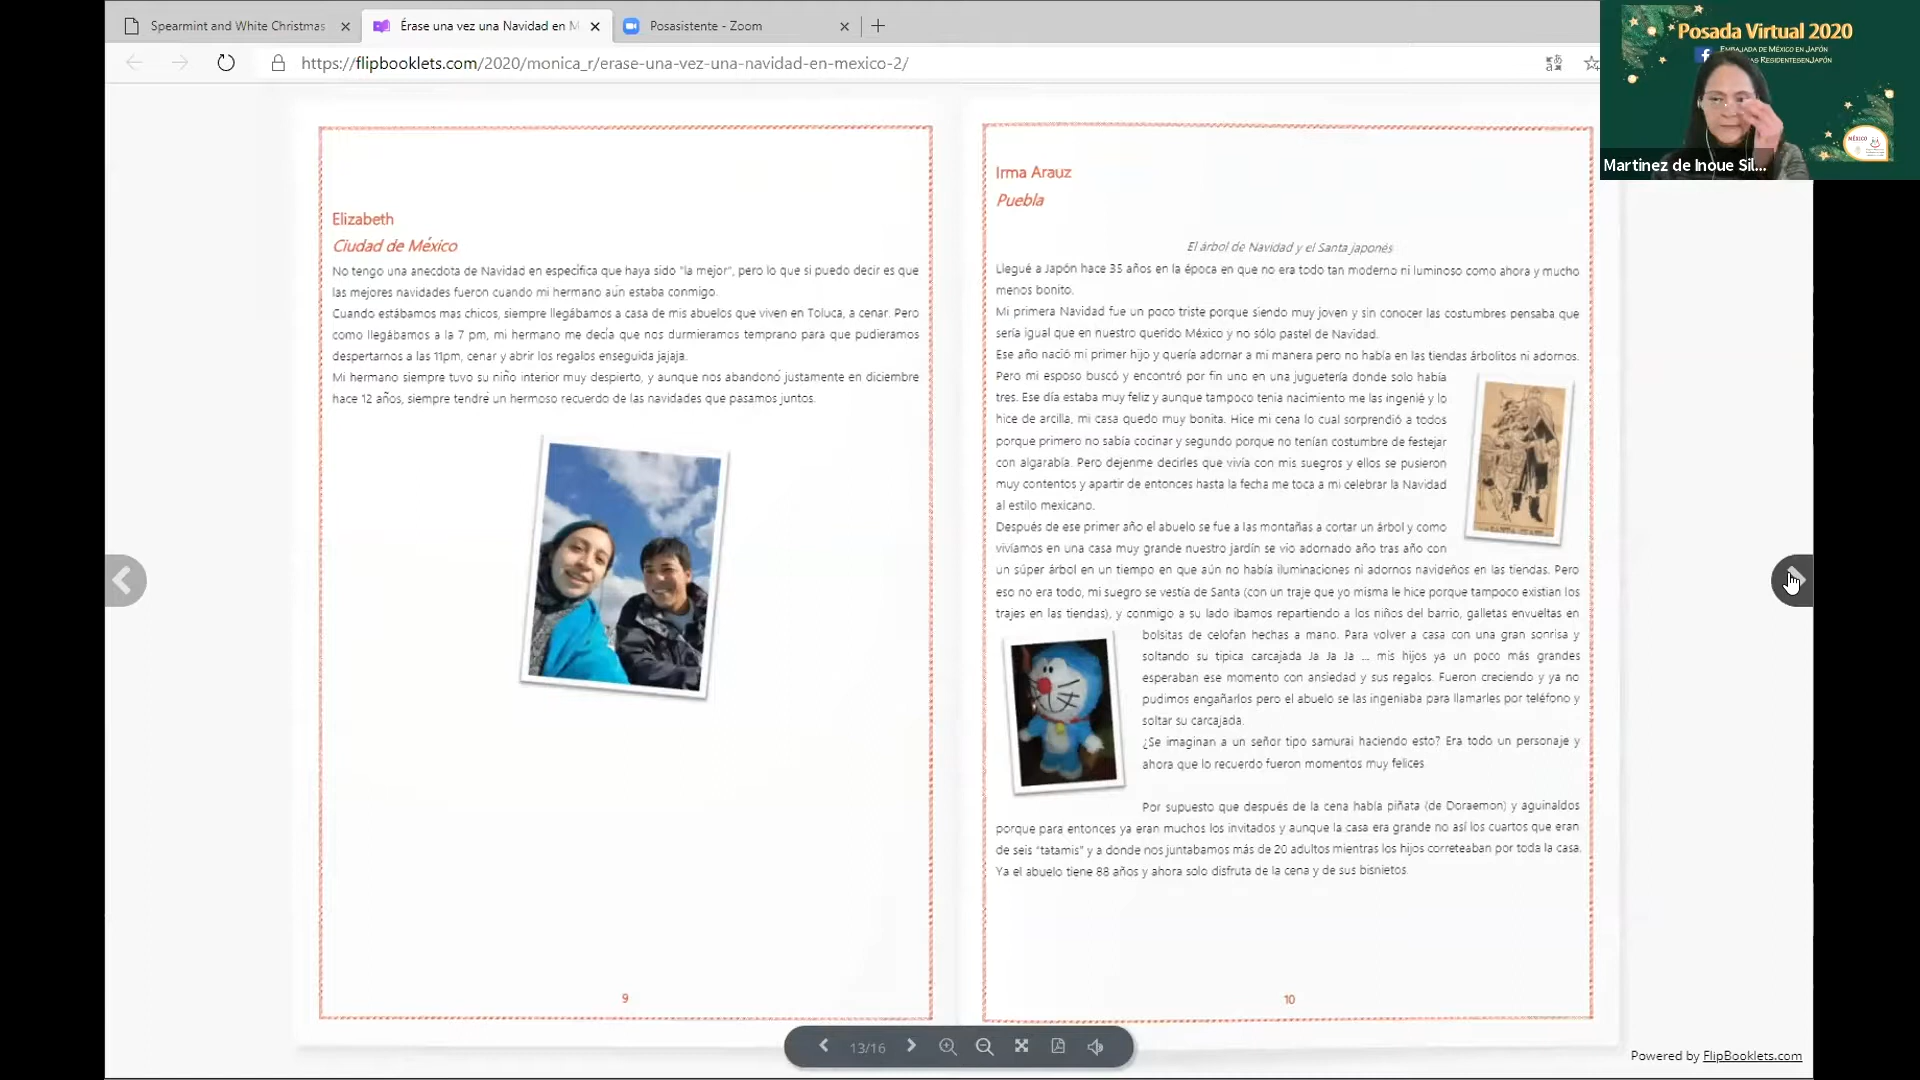 Spearmint and White Christmas
Érase una vez una Navidad en M
Posasistente - Zoom
https://flipbooklets.com/2020/monica_r/erase-una-vez-una-navidad-en-mexico-2/
Posada Virtual 2020
EMBAJADA DE MÉXICO EN JAPÓN
AS RESIDENTESENJAPÓN
MÉXICO
Martinez de Inoue Sil...
Elizabeth
Ciudad de México
No tengo una anecdota de Navidad en especifica que haya sido "la mejor", pero lo que si puedo decir es que
las mejores navidades fueron cuando mi hermano aún estaba conmigo.
Cuando estábamos mas chicos, siempre llegábamos a casa de mis abuelos que viven en Toluca, a cenar. Pero
como llegábamos a la 7 pm, mi hermano me decía que nos durmieramos temprano para que pudieramos
despertarnos a las 11pm, cenar y abrir los regalos enseguida jajaja.
Mi hermano siempre tuvo su niño interior muy despierto, y aunque nos abandonó justamente en diciembre
hace 12 años, siempre tendré un hermoso recuerdo de las navidades que pasamos juntos.
9
Irma Arauz
Puebla
El árbol de Navidad y el Santa japonés
Llegué a Japón hace 35 años en la época en que no era todo tan moderno ni luminoso como ahora y mucho
menos bonito.
Mi primera Navidad fue un poco triste porque siendo muy joven y sin conocer las costumbres pensaba que
sería igual que en nuestro querido México y no sólo pastel de Navidad.
Ese año nació mi primer hijo y quería adornar a mi manera pero no había en las tiendas árbolitos ni adornos.
Pero mi esposo buscó y encontró por fin uno en una juguetería donde solo había
tres. Ese día estaba muy feliz y aunque tampoco tenia nacimiento me las ingenié y lo
hice de arcilla, mi casa quedo muy bonita. Hice mi cena lo cual sorprendió a todos
porque primero no sabía cocinar y segundo porque no tenían costumbre de festejar
con algarabía. Pero dejenme decirles que vivía con mis suegros y ellos se pusieron
muy contentos y apartir de entonces hasta la fecha me toca a mi celebrar la Navidad
al estilo mexicano.
Después de ese primer año el abuelo se fue a las montañas a cortar un árbol y como
vivíamos en una casa muy grande nuestro jardín se vio adornado año tras año con
un súper árbol en un tiempo en que aún no había iluminaciones ni adornos navideños en las tiendas. Pero
eso no era todo, mi suegro se vestía de Santa (con un traje que yo misma le hice porque tampoco existian los
trajes en las tiendas), y conmigo a su lado ibamos repartiendo a los niños del barrio, galletas envueltas en
bolsitas de celofan hechas a mano. Para volver a casa con una gran sonrisa y
soltando su tipica carcajada Ja Ja Ja ... mis hijos ya un poco más grandes
esperaban ese momento con ansiedad y sus regalos. Fueron creciendo y ya no
pudimos engañarlos pero el abuelo se las ingeniaba para llamarles por teléfono y
soltar su carcajada.
¿Se imaginan a un señor tipo samurai haciendo esto? Era todo un personaje y
ahora que lo recuerdo fueron momentos muy felices
Por supuesto que después de la cena había piñata (de Doraemon) y aguinaldos
porque para entonces ya eran muchos los invitados y aunque la casa era grande no así los cuartos que eran
de seis "tatamis" y a donde nos juntabamos más de 20 adultos mientras los hijos correteaban por toda la casa.
Ya el abuelo tiene 88 años y ahora solo disfruta de la cena y de sus bisnietos.
10
13/16
Powered by FlipBooklets.com